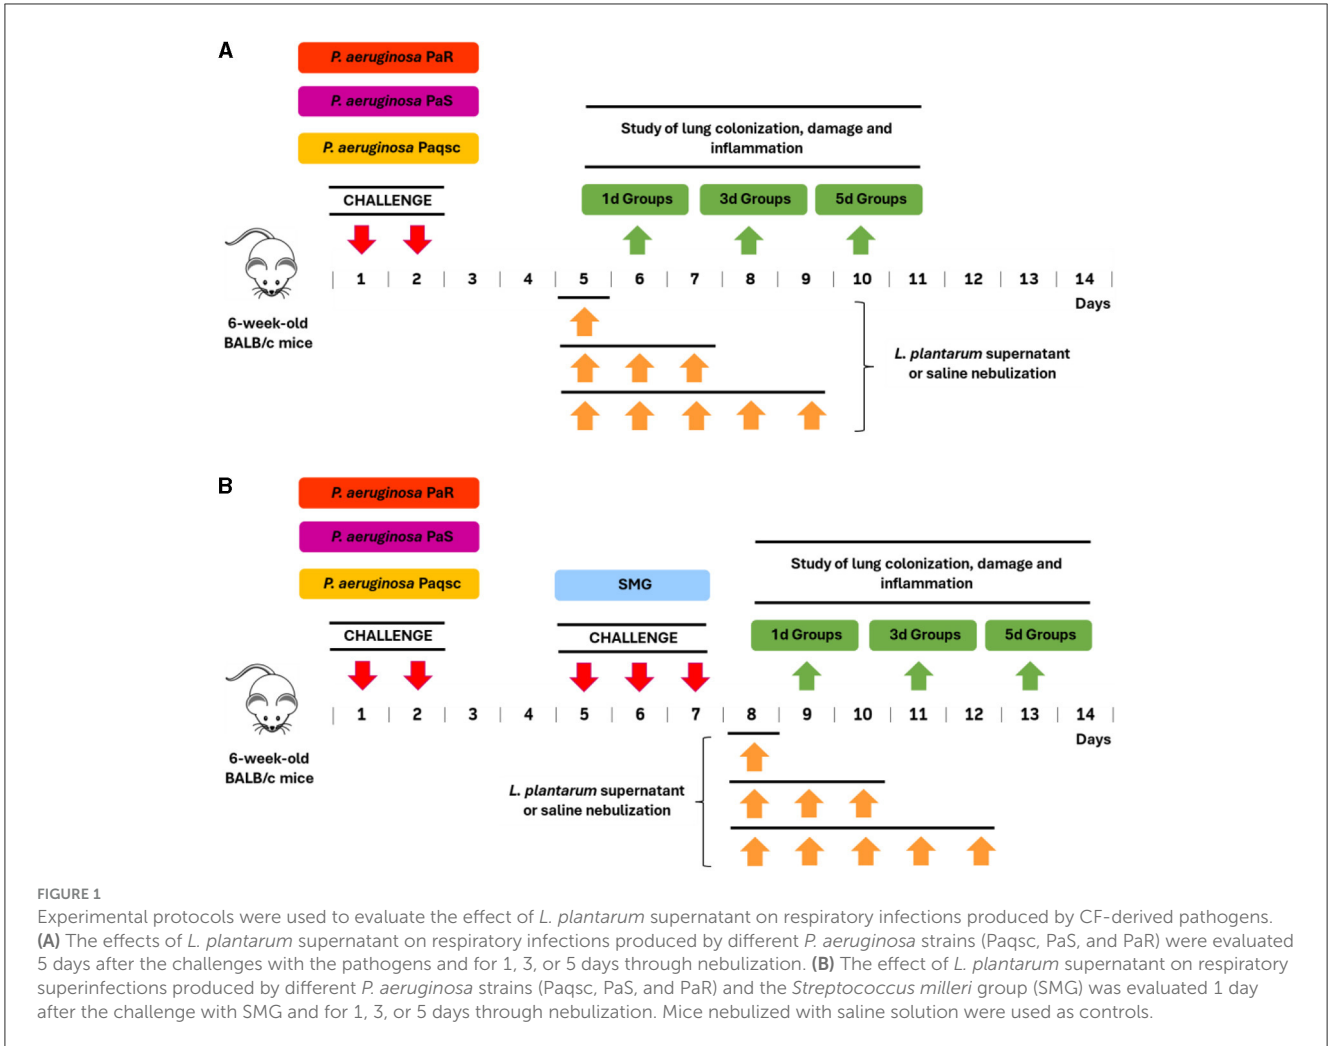 A
P. aeruginosa PaR
P. aeruginosa PaS
P. aeruginosa Paqsc
CHALLENGE
Study of lung colonization, damage and
inflammation
1d Groups 3d Groups 5d Groups
| 1 | 2 | 3 | 4 | 5 | 6 | 7 | 8 | 9 | 10 | 11 | 12 | 13 | 14 |
Days
6-week-old
BALB/c mice
L. plantarum supernatant
or saline nebulization
B
P. aeruginosa PaR
P. aeruginosa PaS
P. aeruginosa Paqsc
CHALLENGE
SMG
CHALLENGE
Study of lung colonization, damage and
inflammation
1d Groups 3d Groups 5d Groups
| 1 | 2 | 3 | 4 | 5 | 6 | 7 | 8 | 9 | 10 | 11 | 12 | 13 | 14 |
Days
6-week-old
BALB/c mice
L. plantarum supernatant
or saline nebulization
FIGURE 1
Experimental protocols were used to evaluate the effect of L. plantarum supernatant on respiratory infections produced by CF-derived pathogens.
(A) The effects of L. plantarum supernatant on respiratory infections produced by different P. aeruginosa strains (Paqsc, PaS, and PaR) were evaluated
5 days after the challenges with the pathogens and for 1, 3, or 5 days through nebulization. (B) The effect of L. plantarum supernatant on respiratory
superinfections produced by different P. aeruginosa strains (Paqsc, PaS, and PaR) and the Streptococcus milleri group (SMG) was evaluated 1 day
after the challenge with SMG and for 1, 3, or 5 days through nebulization. Mice nebulized with saline solution were used as controls.